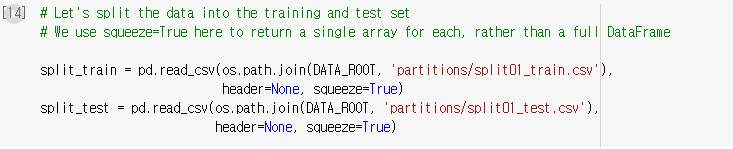 [14] # Let's split the data into the training and test set
# We use squeeze=True here to return a single array for each, rather than a full DataFrame
split_train = pd.read_csv(os.path.join(DATA_ROOT, 'partitions/split01_train.csv'),
header=None, squeeze=True)
split_test = pd.read_csv(os.path.join(DATA_ROOT, 'partitions/split01_test.csv'),
header=None, squeeze=True)